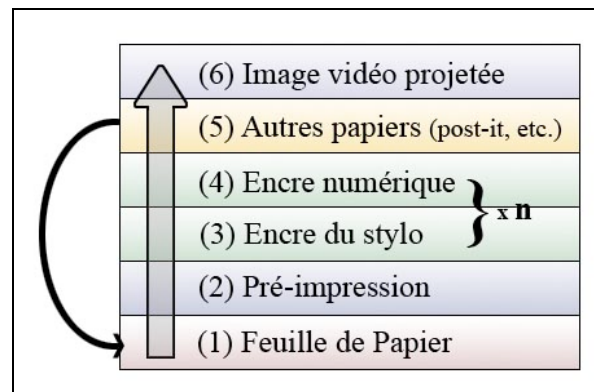 (6) Image vidéo projetée
(5) Autres papiers (post-it, etc.)
(4) Encre numérique
(3) Encre du stylo
} x n
(2) Pré-impression
(1) Feuille de Papier